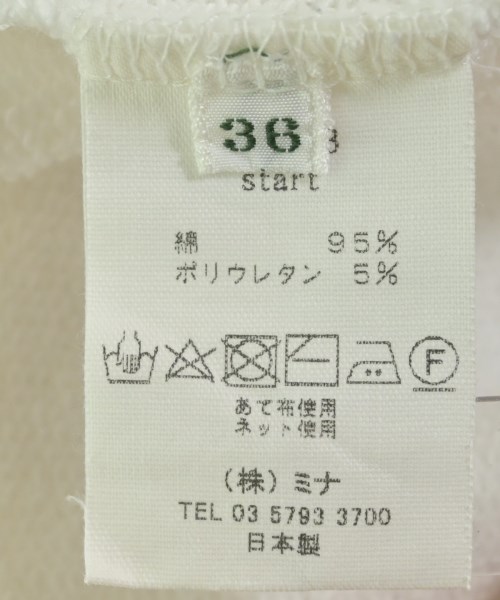 36
start
綿 95%
ポリウレタン 5%
F
あて布使用
ネット使用
(株)ミナ
TEL 03 5793 3700
日本製